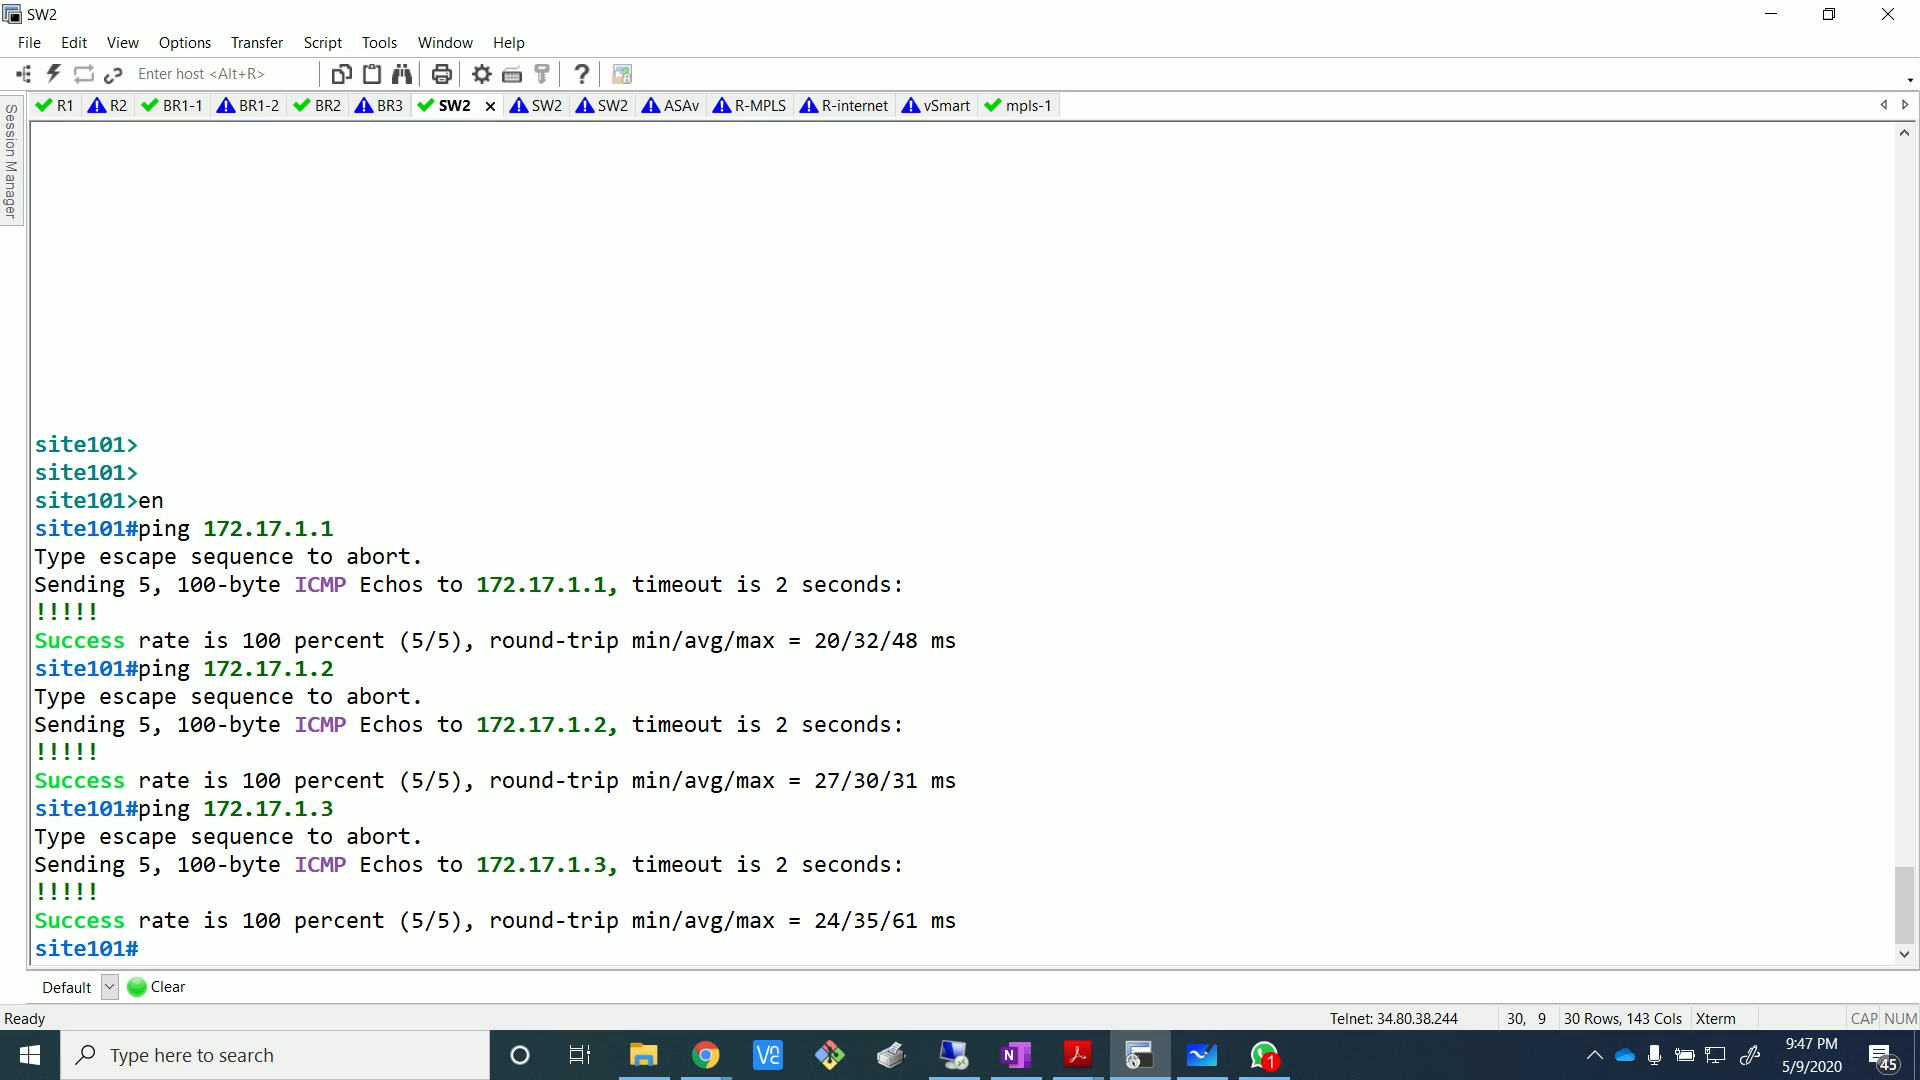 SW2
File Edit View Options Transfer Script Tools Window Help
Enter host <Alt+R>
R1 R2 BR1-1 BR1-2 BR2 BR3 SW2 SW2 SW2 ASAv R-MPLS R-internet vSmart mpls-1
Session Manager
site101>
site101>
site101>en
site101#ping 172.17.1.1
Type escape sequence to abort.
Sending 5, 100-byte ICMP Echos to 172.17.1.1, timeout is 2 seconds:
!!!!!
Success rate is 100 percent (5/5), round-trip min/avg/max = 20/32/48 ms
site101#ping 172.17.1.2
Type escape sequence to abort.
Sending 5, 100-byte ICMP Echos to 172.17.1.2, timeout is 2 seconds:
!!!!!
Success rate is 100 percent (5/5), round-trip min/avg/max = 27/30/31 ms
site101#ping 172.17.1.3
Type escape sequence to abort.
Sending 5, 100-byte ICMP Echos to 172.17.1.3, timeout is 2 seconds:
!!!!!
Success rate is 100 percent (5/5), round-trip min/avg/max = 24/35/61 ms
site101#
Default Clear
Ready Telnet: 34.80.38.244 30, 9 30 Rows, 143 Cols Xterm CAP NUM
Type here to search
1
9:47 PM
5/9/2020
45